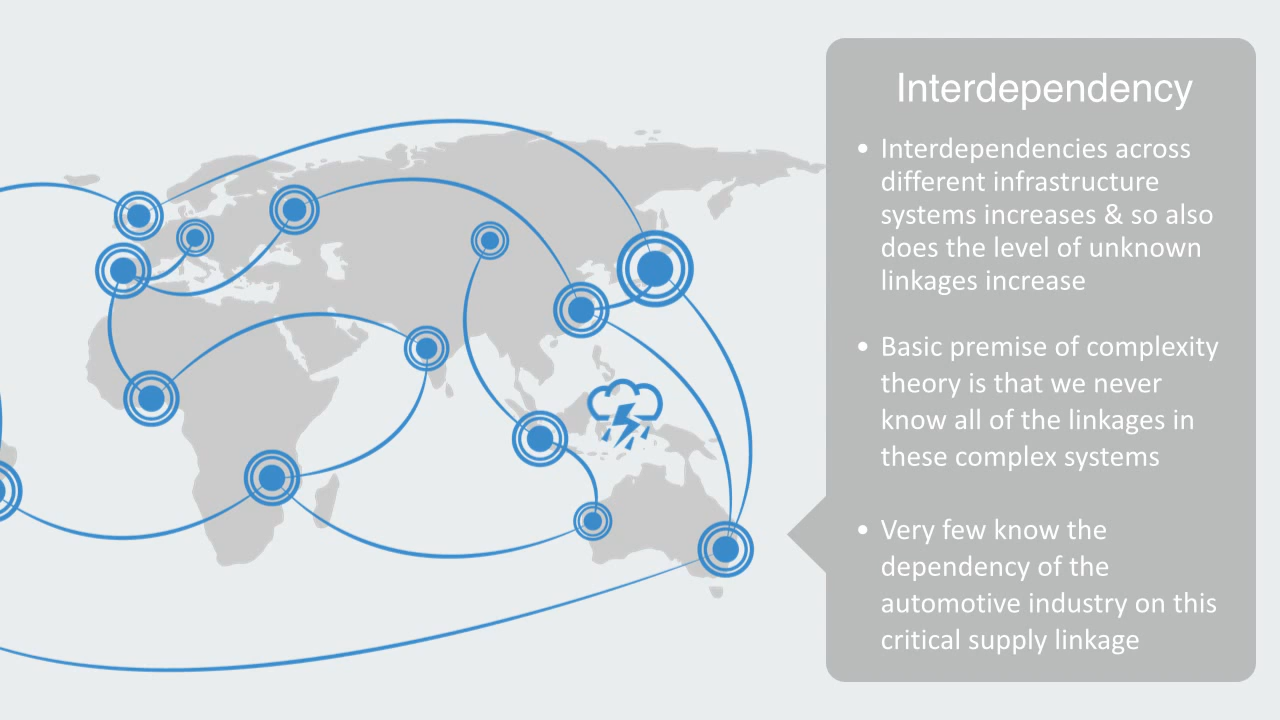 Interdependency
• Interdependencies across
different infrastructure
systems increases & so also
does the level of unknown
linkages increase
• Basic premise of complexity
theory is that we never
know all of the linkages in
these complex systems
• Very few know the
dependency of the
automotive industry on this
critical supply linkage